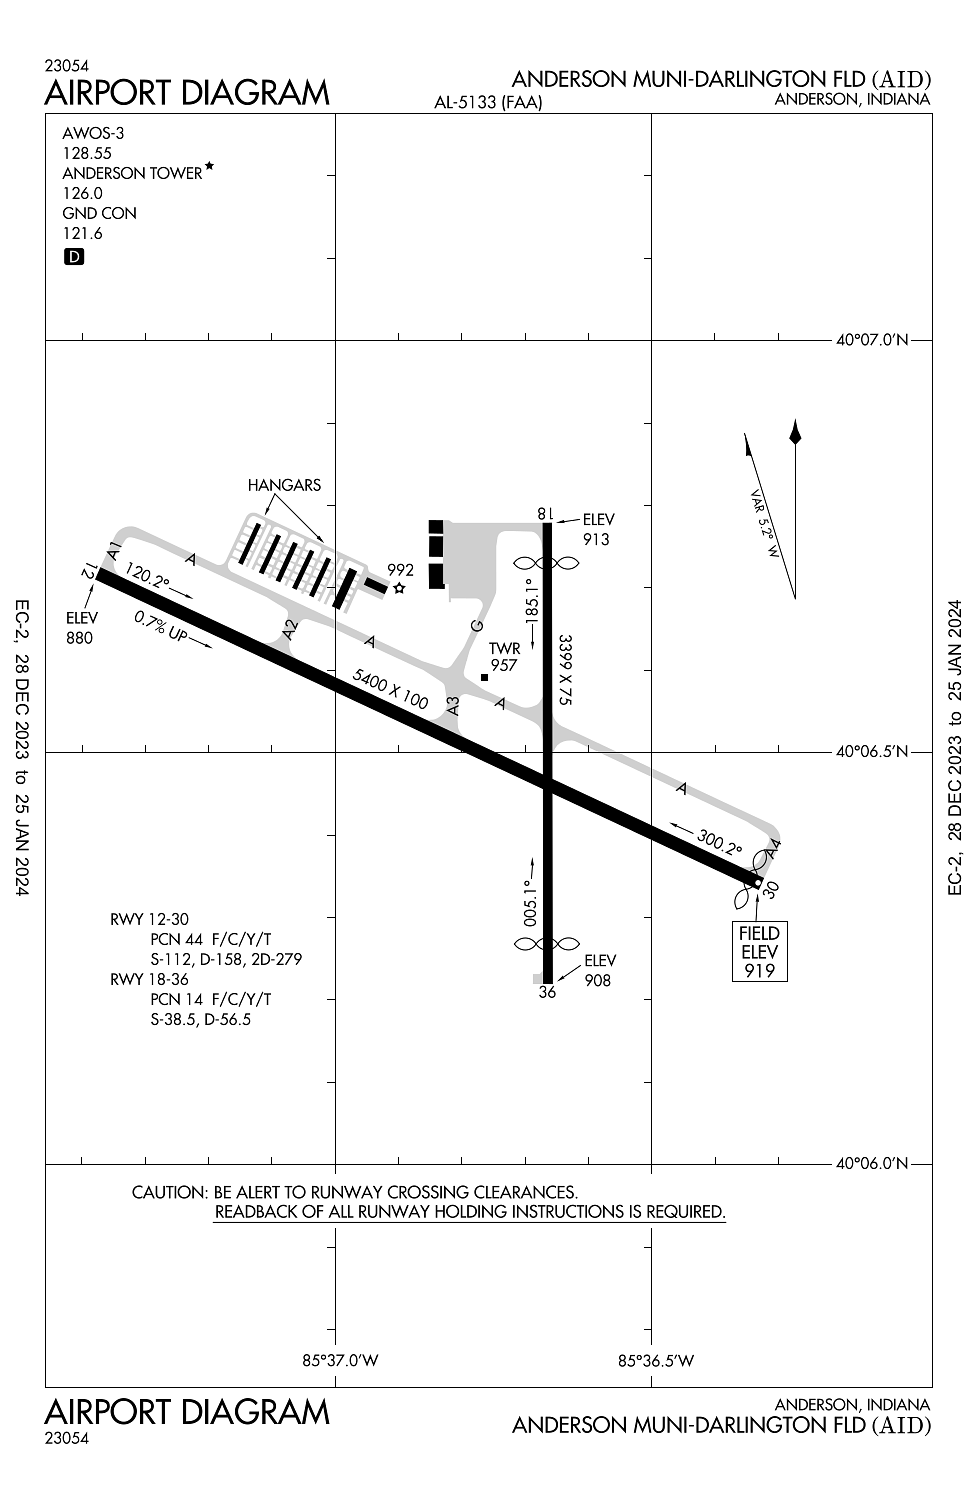 23054
AIRPORT DIAGRAM
AL-5133 (FAA)
ANDERSON MUNI-DARLINGTON FLD (AID)
ANDERSON, INDIANA
AWOS-3
128.55
ANDERSON TOWER★
126.0
GND CON
121.6
D
40°07.0'N
VAR 5.2° W
HANGARS
18
ELEV
913
A1
A
12
120.2°
992
185.1°
ELEV
880
0.7% UP
A2
A
G
TWR
957
3399 X 75
5400 X 100
A3
A
40°06.5'N
A
300.2°
A4
30
005.1°
RWY 12-30
PCN 44 F/C/Y/T
S-112, D-158, 2D-279
RWY 18-36
PCN 14 F/C/Y/T
S-38.5, D-56.5
FIELD
ELEV
919
ELEV
908
36
40°06.0'N
CAUTION: BE ALERT TO RUNWAY CROSSING CLEARANCES.
READBACK OF ALL RUNWAY HOLDING INSTRUCTIONS IS REQUIRED.
85°37.0'W
85°36.5'W
EC-2, 28 DEC 2023 to 25 JAN 2024
EC-2, 28 DEC 2023 to 25 JAN 2024
AIRPORT DIAGRAM
23054
ANDERSON, INDIANA
ANDERSON MUNI-DARLINGTON FLD (AID)